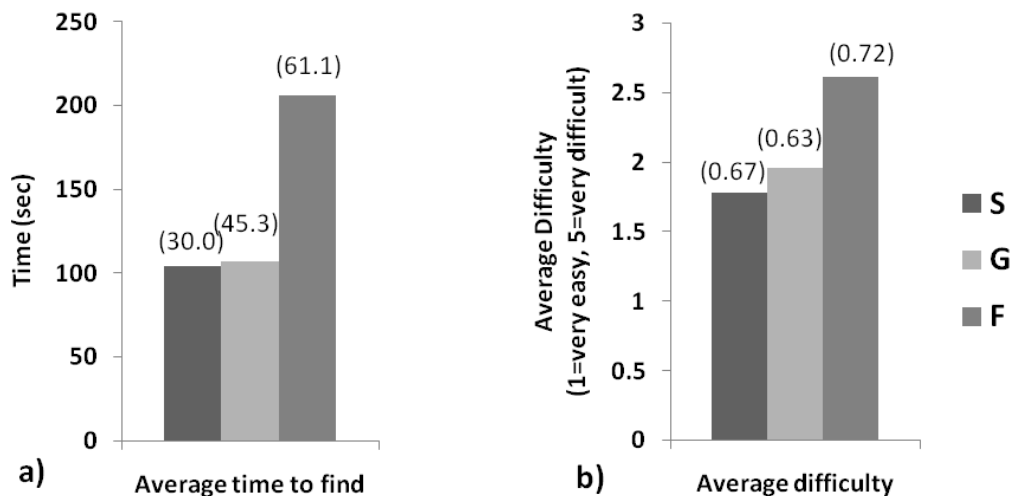 250
200
150
100
50
0
Time (sec)
(30.0)
(45.3)
(61.1)
a)
Average time to find
3
2.5
2
1.5
1
0.5
0
Average Difficulty
(1=very easy, 5=very difficult)
(0.67)
(0.63)
(0.72)
b)
Average difficulty
S
G
F